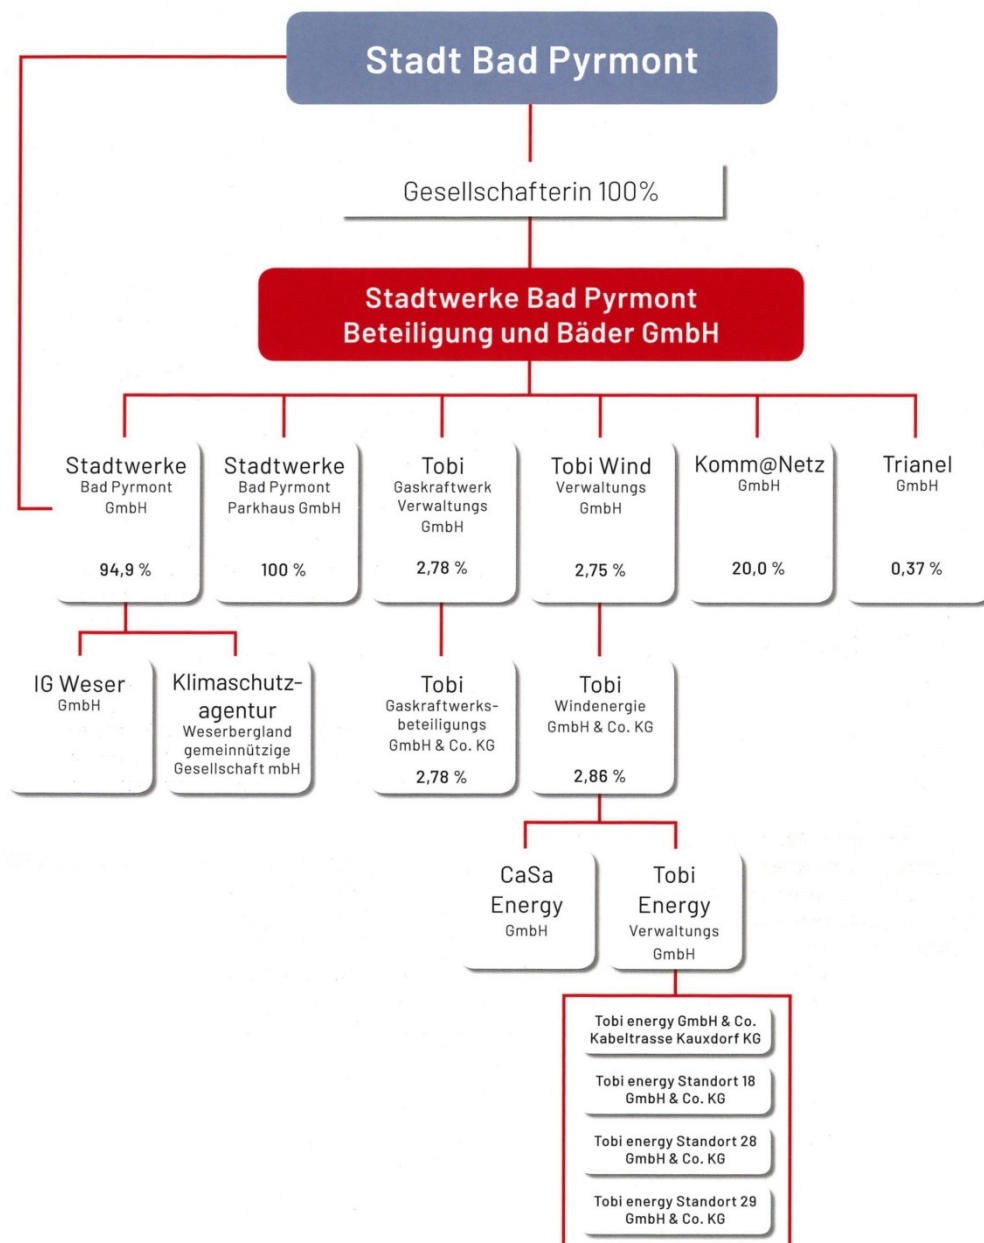 Stadt Bad Pyrmont
Gesellschafterin 100%
Stadtwerke Bad Pyrmont
Beteiligung und Bäder GmbH
Stadtwerke
Bad Pyrmont
GmbH
94,9 %
Stadtwerke
Bad Pyrmont
Parkhaus GmbH
100 %
Tobi
Gaskraftwerk
Verwaltungs
GmbH
2,78 %
Tobi Wind
Verwaltungs
GmbH
2,75 %
Komm@Netz
GmbH
20,0 %
Trianel
GmbH
0,37 %
IG Weser
GmbH
Klimaschutz-
agentur
Weserbergland
gemeinnützige
Gesellschaft mbH
Tobi
Gaskraftwerks-
beteiligungs
GmbH & Co. KG
2,78 %
Tobi
Windenergie
GmbH & Co. KG
2,86 %
CaSa
Energy
GmbH
Tobi
Energy
Verwaltungs
GmbH
Tobi energy GmbH & Co.
Kabeltrasse Kauxdorf KG
Tobi energy Standort 18
GmbH & Co. KG
Tobi energy Standort 28
GmbH & Co. KG
Tobi energy Standort 29
GmbH & Co. KG